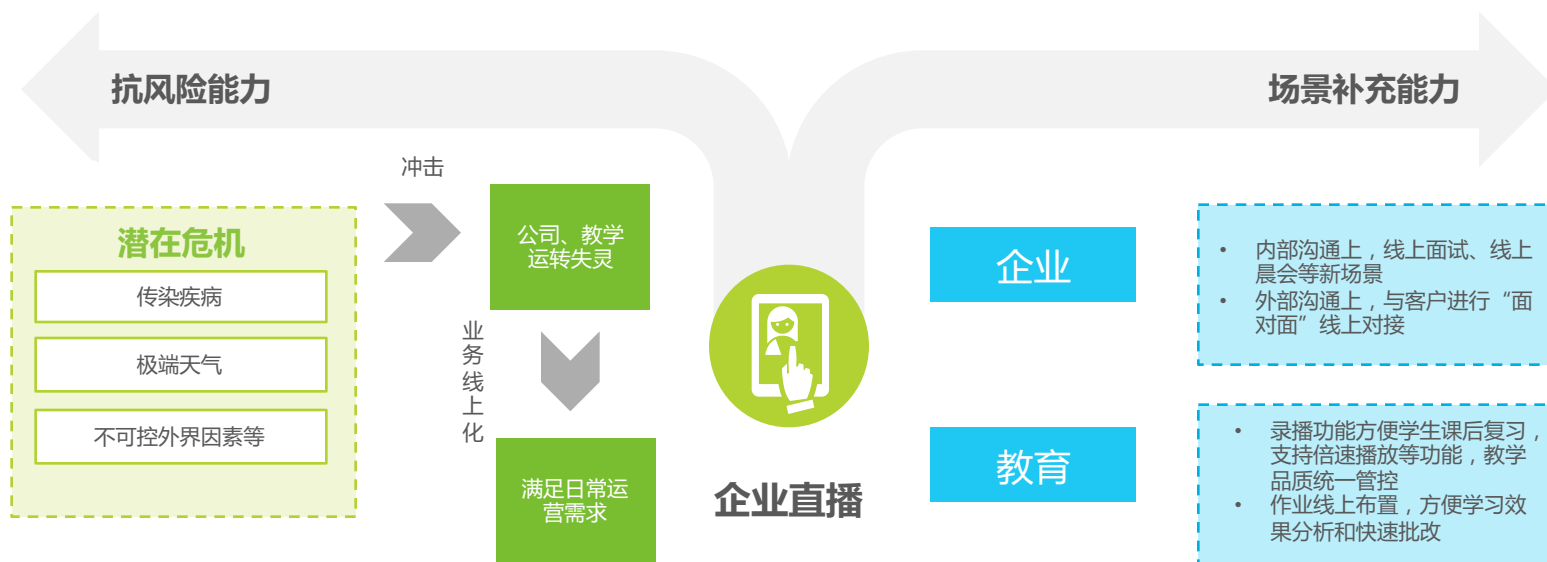 抗风险能力
场景补充能力
冲击
潜在危机
传染疾病
极端天气
不可控外界因素等
公司、教学
运转失灵
业务线上化
满足日常运
营需求
企业直播
企业
• 内部沟通上，线上面试、线上
晨会等新场景
• 外部沟通上，与客户进行“面
对面”线上对接
教育
• 录播功能方便学生课后复习，
支持倍速播放等功能，教学
品质统一管控
• 作业线上布置，方便学习效
果分析和快速批改